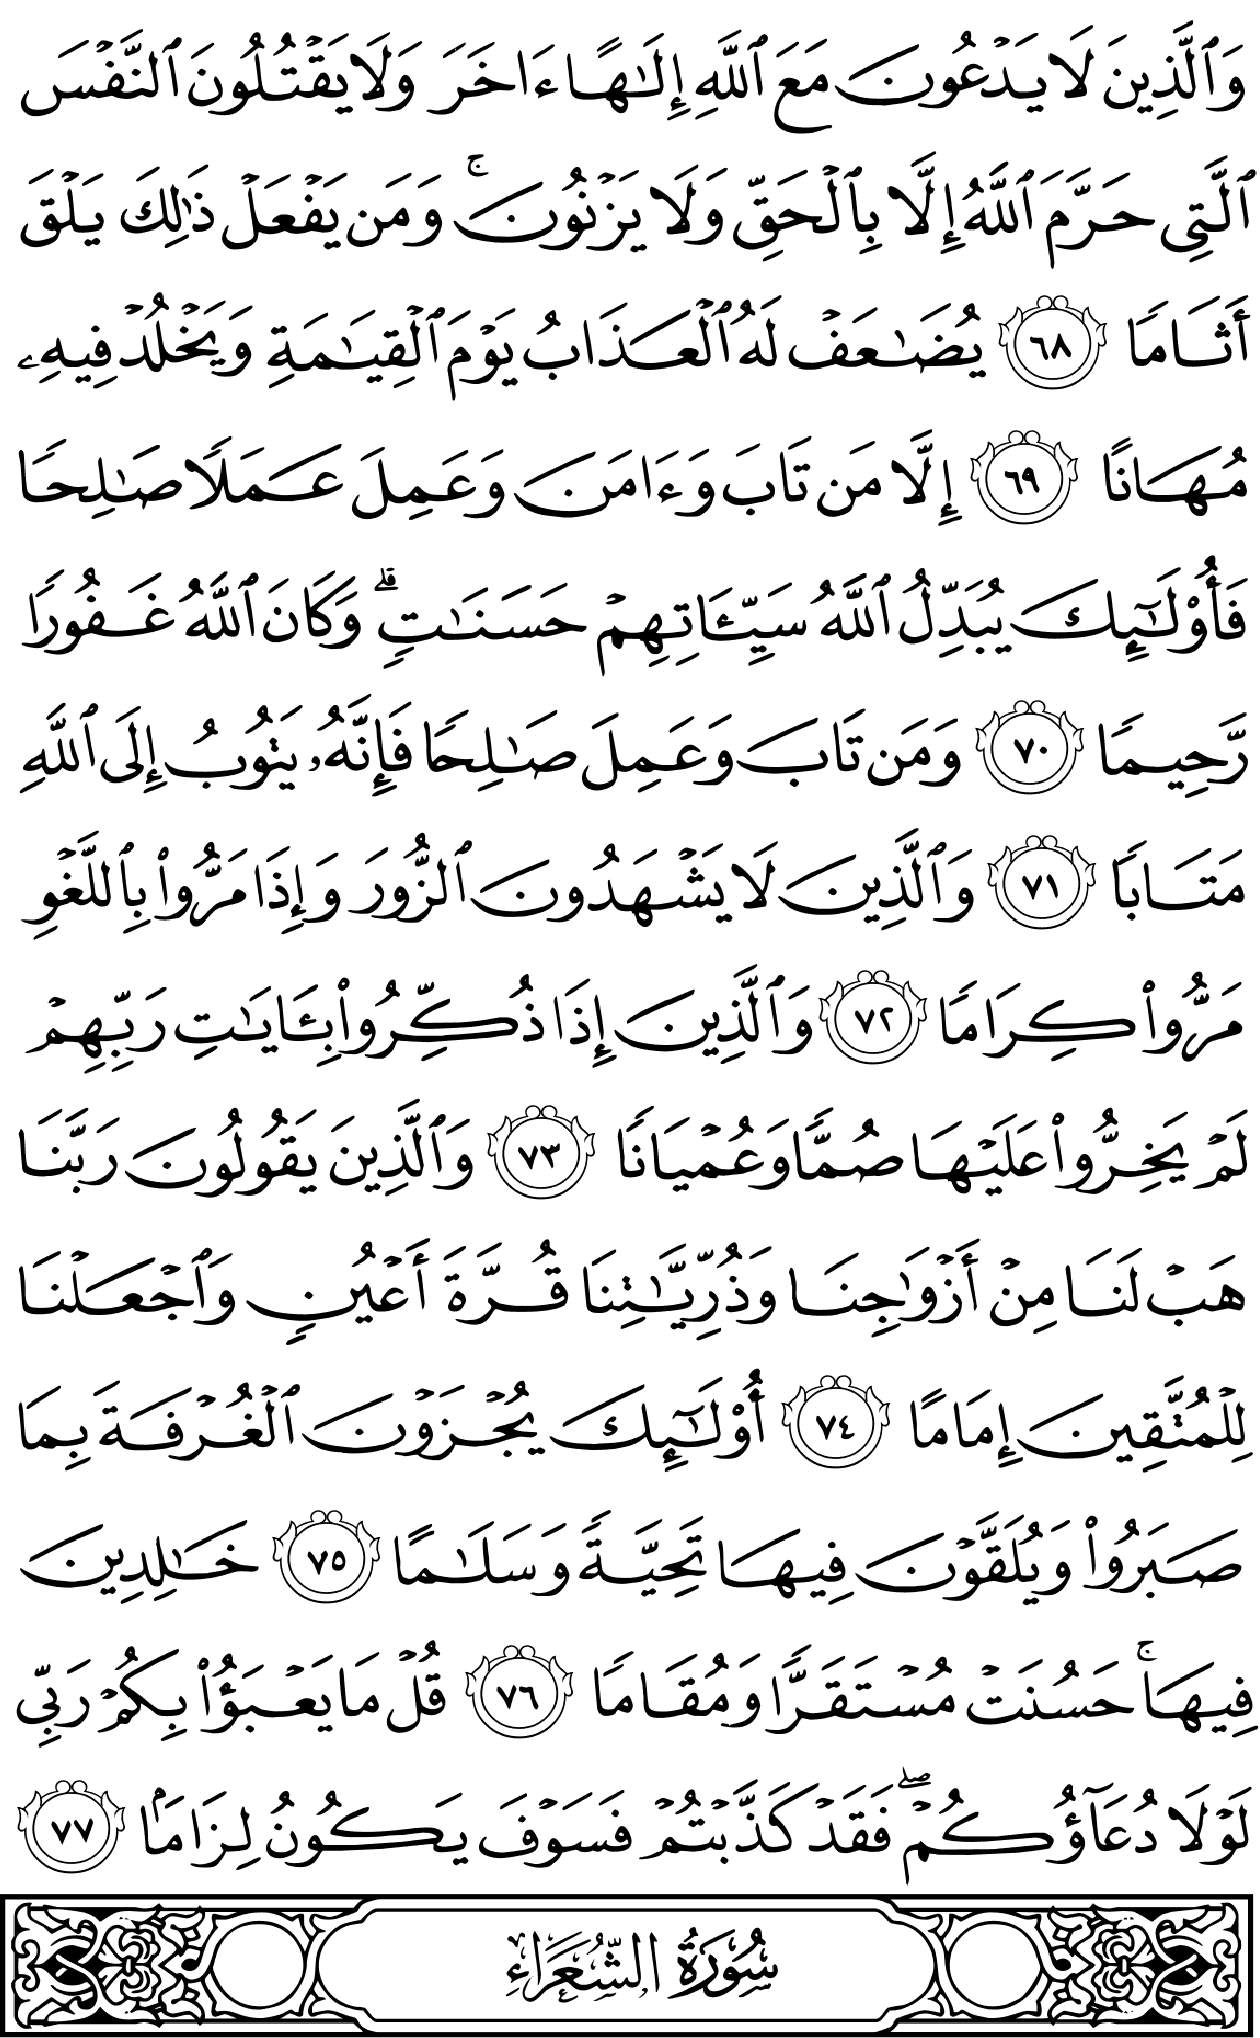 وَٱلَّذِينَ لَا يَدۡعُونَ مَعَ ٱللَّهِ إِلَٰهًا ءَاخَرَ وَلَا يَقۡتُلُونَ ٱلنَّفۡسَ
ٱلَّتِي حَرَّمَ ٱللَّهُ إِلَّا بِٱلۡحَقِّ وَلَا يَزۡنُونَۚ وَمَن يَفۡعَلۡ ذَٰلِكَ يَلۡقَ
أَثَامٗا ٦٨ يُضَٰعَفۡ لَهُ ٱلۡعَذَابُ يَوۡمَ ٱلۡقِيَٰمَةِ وَيَخۡلُدۡ فِيهِۦ
مُهَانًا ٦٩ إِلَّا مَن تَابَ وَءَامَنَ وَعَمِلَ عَمَلٗا صَٰلِحٗا
فَأُوْلَٰٓئِكَ يُبَدِّلُ ٱللَّهُ سَيِّـَٔاتِهِمۡ حَسَنَٰتٖۗ وَكَانَ ٱللَّهُ غَفُورٗا
رَّحِيمٗا ٧٠ وَمَن تَابَ وَعَمِلَ صَٰلِحٗا فَإِنَّهُۥ يَتُوبُ إِلَى ٱللَّهِ
مَتَابٗا ٧١ وَٱلَّذِينَ لَا يَشۡهَدُونَ ٱلزُّورَ وَإِذَا مَرُّواْ بِٱللَّغۡوِ
مَرُّواْ كِرَامٗا ٧٢ وَٱلَّذِينَ إِذَا ذُكِّرُواْ بِـَٔايَٰتِ رَبِّهِمۡ
لَمۡ يَخِرُّواْ عَلَيۡهَا صُمّٗا وَعُمۡيَانٗا ٧٣ وَٱلَّذِينَ يَقُولُونَ رَبَّنَا
هَبۡ لَنَا مِنۡ أَزۡوَٰجِنَا وَذُرِّيَّٰتِنَا قُرَّةَ أَعۡيُنٖ وَٱجۡعَلۡنَا
لِلۡمُتَّقِينَ إِمَامًا ٧٤ أُوْلَٰٓئِكَ يُجۡزَوۡنَ ٱلۡغُرۡفَةَ بِمَا
صَبَرُواْ وَيُلَقَّوۡنَ فِيهَا تَحِيَّةٗ وَسَلَٰمًا ٧٥ خَٰلِدِينَ
فِيهَاۚ حَسُنَتۡ مُسۡتَقَرّٗا وَمُقَامٗا ٧٦ قُلۡ مَا يَعۡبَؤُاْ بِكُمۡ رَبِّي
لَوۡلَا دُعَآؤُكُمۡۖ فَقَدۡ كَذَّبۡتُمۡ فَسَوۡفَ يَكُونُ لِزَامَۢا ٧٧
سُورَةُ الشُّعَرَاءِ